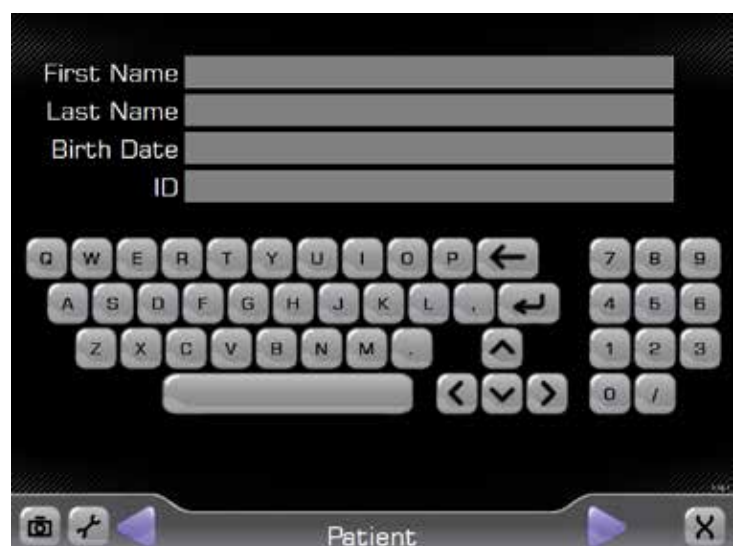 First Name
Last Name
Birth Date
ID
Q W E R T Y U I O P 7 8 9
A S D F G H J K L , 4 5 6
Z X C V B N M . 1 2 3
0 /
Patient
X